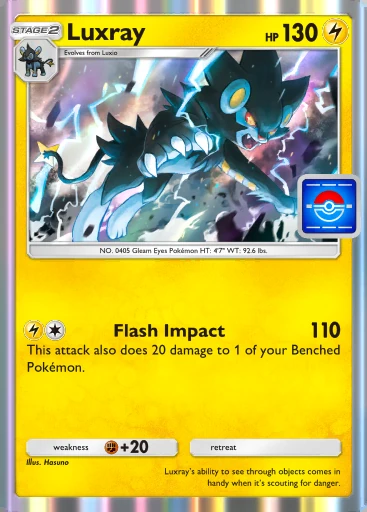 STAGE 2 Luxray HP 130
Evolves from Luxio
NO. 0405 Gleam Eyes Pokémon HT: 4'7" WT: 92.6 lbs.
Flash Impact 110
This attack also does 20 damage to 1 of your Benched
Pokémon.
weakness +20 retreat
Illus. Hasuno
Luxray's ability to see through objects comes in
handy when it's scouting for danger.